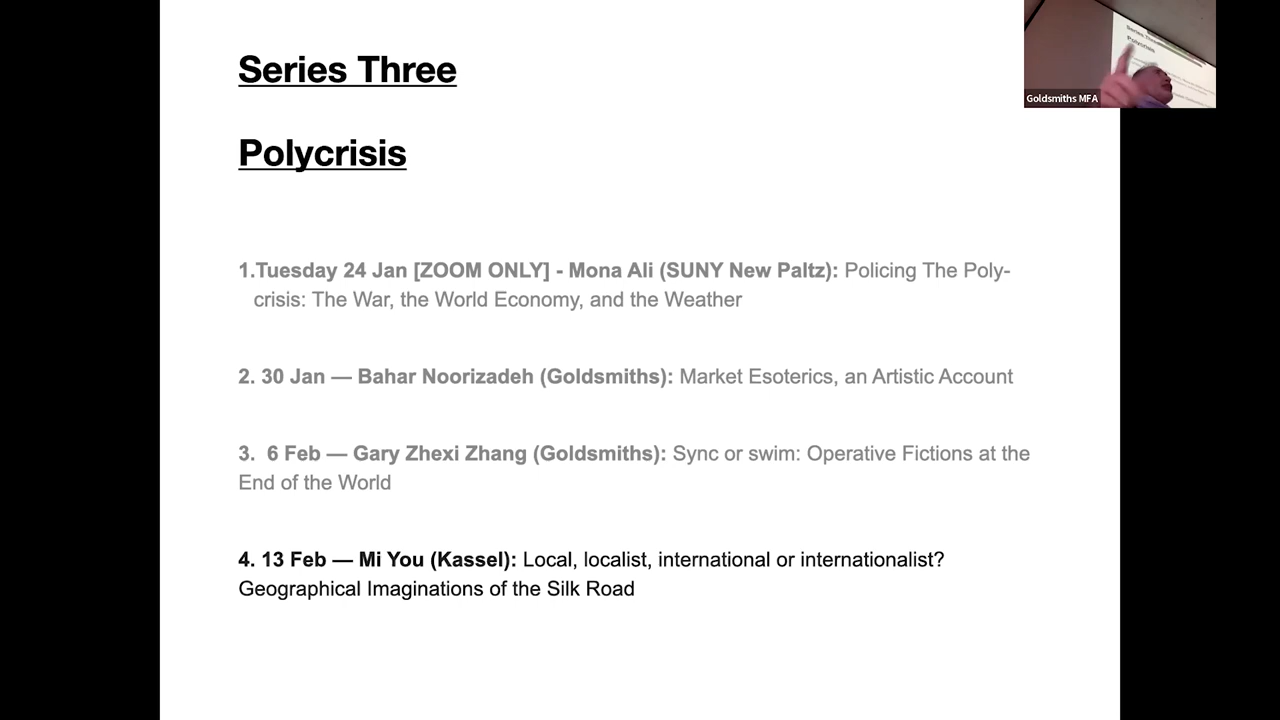 Series Three
Polycrisis
1.Tuesday 24 Jan [ZOOM ONLY] - Mona Ali (SUNY New Paltz): Policing The Poly-
crisis: The War, the World Economy, and the Weather
2. 30 Jan — Bahar Noorizadeh (Goldsmiths): Market Esoterics, an Artistic Account
3.  6 Feb — Gary Zhexi Zhang (Goldsmiths): Sync or swim: Operative Fictions at the
End of the World
4. 13 Feb — Mi You (Kassel): Local, localist, international or internationalist?
Geographical Imaginations of the Silk Road
Series Three
Polycrisis
Goldsmiths MFA